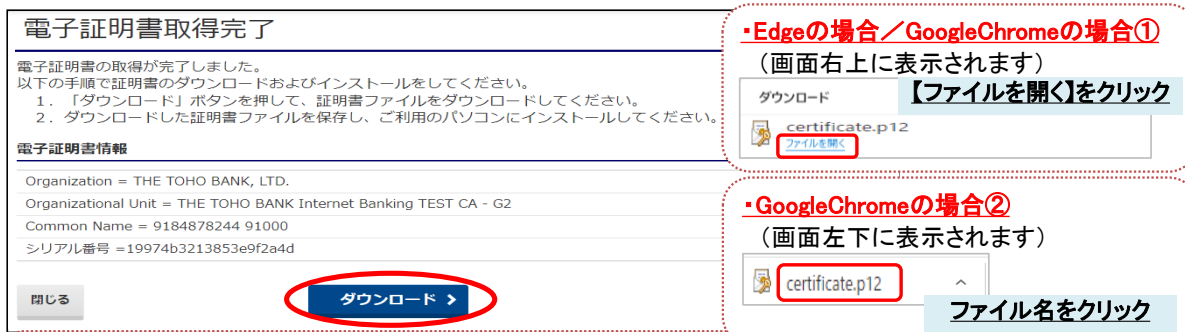 電子証明書取得完了
電子証明書の取得が完了しました。
以下の手順で証明書のダウンロードおよびインストールをしてください。
1. 「ダウンロード」ボタンを押して、証明書ファイルをダウンロードしてください。
2. ダウンロードした証明書ファイルを保存し、ご利用のパソコンにインストールしてください。
電子証明書情報
Organization = THE TOHO BANK, LTD.
Organizational Unit = THE TOHO BANK Internet Banking TEST CA - G2
Common Name = 9184878244 91000
シリアル番号 =19974b3213853e9f2a4d
閉じる
ダウンロード >
・Edgeの場合／GoogleChromeの場合①
（画面右上に表示されます）
【ファイルを開く】をクリック
ダウンロード
certificate.p12
ファイルを開く
・GoogleChromeの場合②
（画面左下に表示されます）
certificate.p12
ファイル名をクリック